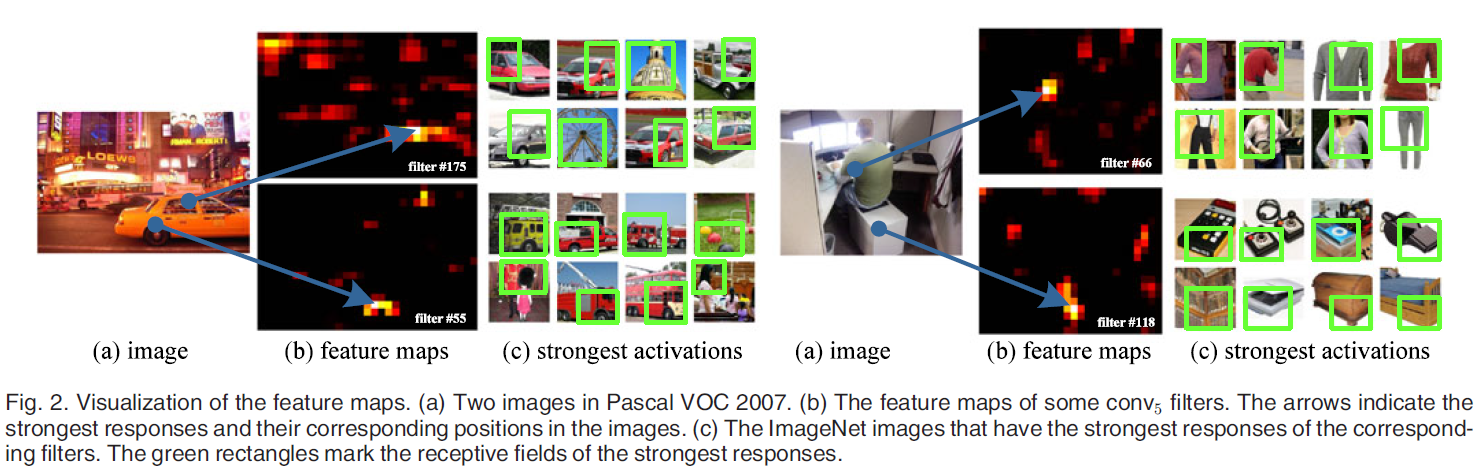 LOEWS
filter #175
filter #55
filter #66
filter #118
(a) image
(b) feature maps
(c) strongest activations
(a) image
(b) feature maps
(c) strongest activations
Fig. 2. Visualization of the feature maps. (a) Two images in Pascal VOC 2007. (b) The feature maps of some conv₅ filters. The arrows indicate the
strongest responses and their corresponding positions in the images. (c) The ImageNet images that have the strongest responses of the correspond-
ing filters. The green rectangles mark the receptive fields of the strongest responses.